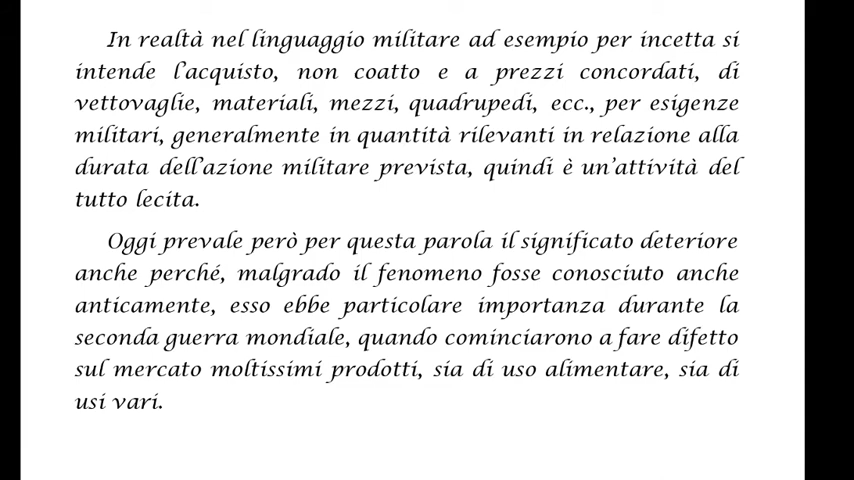 In realtà nel linguaggio militare ad esempio per incetta si
intende l'acquisto, non coatto e a prezzi concordati, di
vettovaglie, materiali, mezzi, quadrupedi, ecc., per esigenze
militari, generalmente in quantità rilevanti in relazione alla
durata dell'azione militare prevista, quindi è un'attività del
tutto lecita.
Oggi prevale però per questa parola il significato deteriore
anche perché, malgrado il fenomeno fosse conosciuto anche
anticamente, esso ebbe particolare importanza durante la
seconda guerra mondiale, quando cominciarono a fare difetto
sul mercato moltissimi prodotti, sia di uso alimentare, sia di
usi vari.